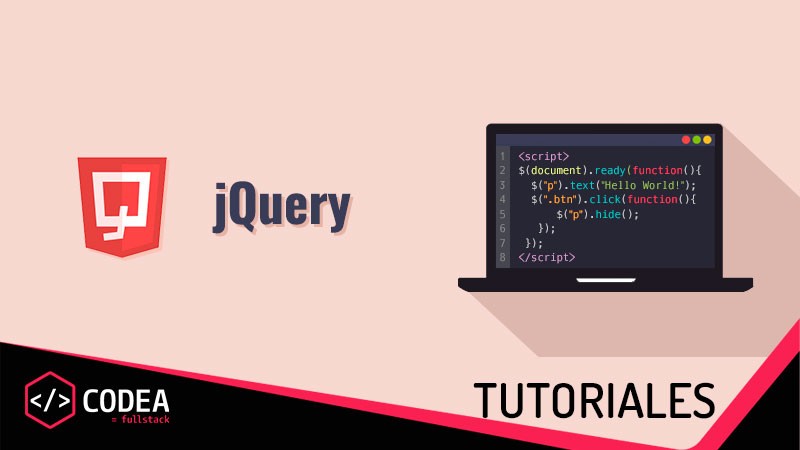 jQuery
1 <script>
2 $(document).ready(function(){
3 $("p").text("Hello World!");
4 $(".btn").click(function(){
5 $("p").hide();
6 });
7 });
8 </script>
</> CODEA
= fullstack
TUTORIALES